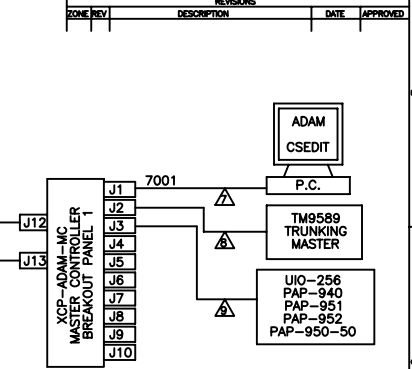 REVISIONS
ZONE REV DESCRIPTION DATE APPROVED
ADAM
CSEDIT
P.C.
7001
7
TM9589
TRUNKING
MASTER
8
UIO-256
PAP-940
PAP-951
PAP-952
PAP-950-50
9
J12
J13
XCP-ADAM-MC
MASTER CONTROLLER
BREAKOUT PANEL 1
J1
J2
J3
J4
J5
J6
J7
J8
J9
J10